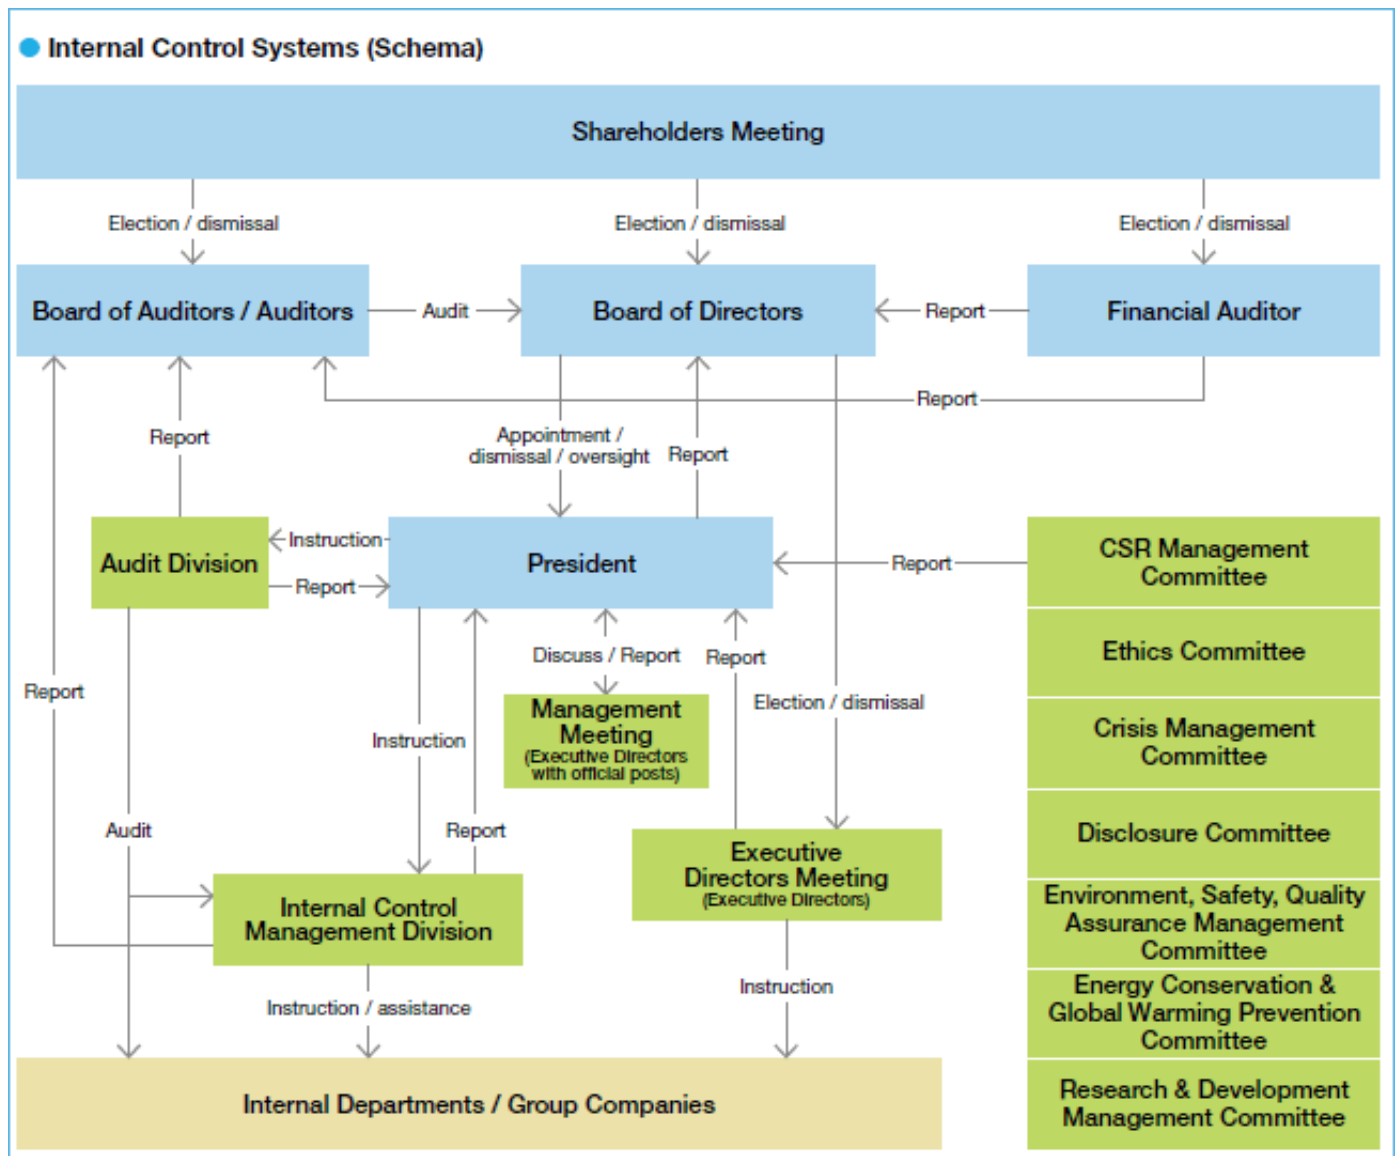 Internal Control Systems (Schema)
Shareholders Meeting
Election / dismissal
Election / dismissal
Election / dismissal
Board of Auditors / Auditors
Audit
Board of Directors
Report
Financial Auditor
Report
Report
Appointment /
dismissal / oversight
Report
Audit Division
Instruction
Report
President
Report
CSR Management
Committee
Ethics Committee
Crisis Management
Committee
Disclosure Committee
Environment, Safety, Quality
Assurance Management
Committee
Energy Conservation &
Global Warming Prevention
Committee
Research & Development
Management Committee
Discuss / Report
Report
Report
Election / dismissal
Management
Meeting
(Executive Directors
with official posts)
Instruction
Audit
Report
Executive
Directors Meeting
(Executive Directors)
Internal Control
Management Division
Instruction
Instruction / assistance
Internal Departments / Group Companies